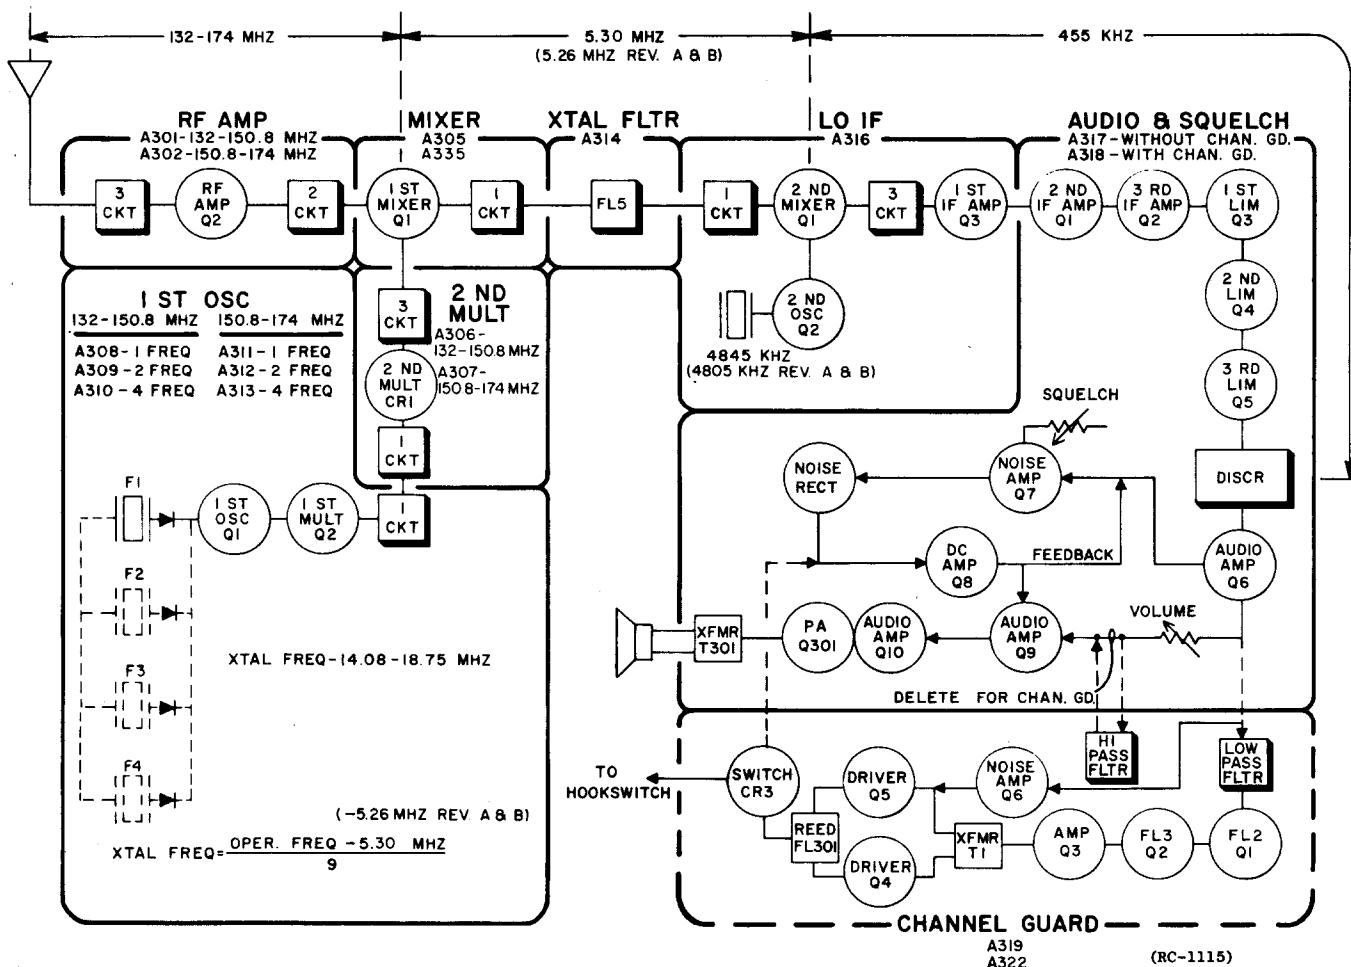 132-174 MHZ
5.30 MHZ
(5.26 MHZ REV. A & B)
455 KHZ
RF AMP
A301-132-150.8 MHZ
A302-150.8-174 MHZ
MIXER
A305
A335
XTAL FLTR
A314
LO IF
A316
AUDIO & SQUELCH
A317-WITHOUT CHAN. GD.
A318-WITH CHAN. GD.
3
CKT
RF
AMP
Q2
2
CKT
1 ST
MIXER
Q1
1
CKT
FL5
1
CKT
2 ND
MIXER
Q1
3
CKT
1 ST
IF AMP
Q3
2 ND
IF AMP
Q1
3 RD
IF AMP
Q2
1 ST
LIM
Q3
1 ST OSC
132-150.8 MHZ
150.8-174 MHZ
A308-1 FREQ
A311-1 FREQ
A309-2 FREQ
A312-2 FREQ
A310-4 FREQ
A313-4 FREQ
3
CKT
2 ND
MULT
A306-
132-150.8MHZ
A307-
150.8-174MHZ
2 ND
MULT
CR1
1
CKT
2 ND
OSC
Q2
4845 KHZ
(4805 KHZ REV. A & B)
2 ND
LIM
Q4
3 RD
LIM
Q5
SQUELCH
NOISE
RECT
NOISE
AMP
Q7
DISCR
F1
1 ST
OSC
Q1
1 ST
MULT
Q2
1
CKT
DC
AMP
Q8
FEEDBACK
AUDIO
AMP
Q6
F2
VOLUME
XFMR
T301
PA
Q301
AUDIO
AMP
Q10
AUDIO
AMP
Q9
XTAL FREQ-14.08-18.75 MHZ
F3
DELETE FOR CHAN. GD.
F4
TO
HOOKSWITCH
SWITCH
CR3
DRIVER
Q5
NOISE
AMP
Q6
HI
PASS
FLTR
LOW
PASS
FLTR
(-5.26 MHZ REV. A & B)
XTAL FREQ= OPER. FREQ -5.30 MHZ
9
REED
FL301
DRIVER
Q4
XFMR
T1
AMP
Q3
FL3
Q2
FL2
Q1
CHANNEL GUARD
A319
A322
(RC-1115)